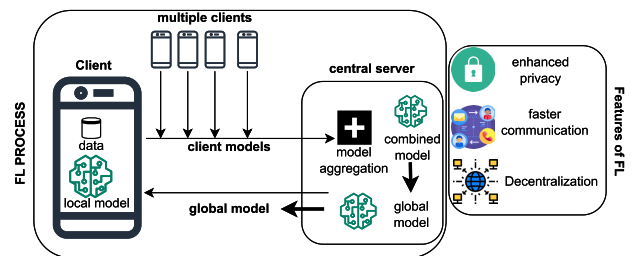 multiple clients
FL PROCESS
Client
data
local model
client models
global model
central server
model
aggregation
combined
model
global
model
enhanced
privacy
faster
communication
Decentralization
Features of FL